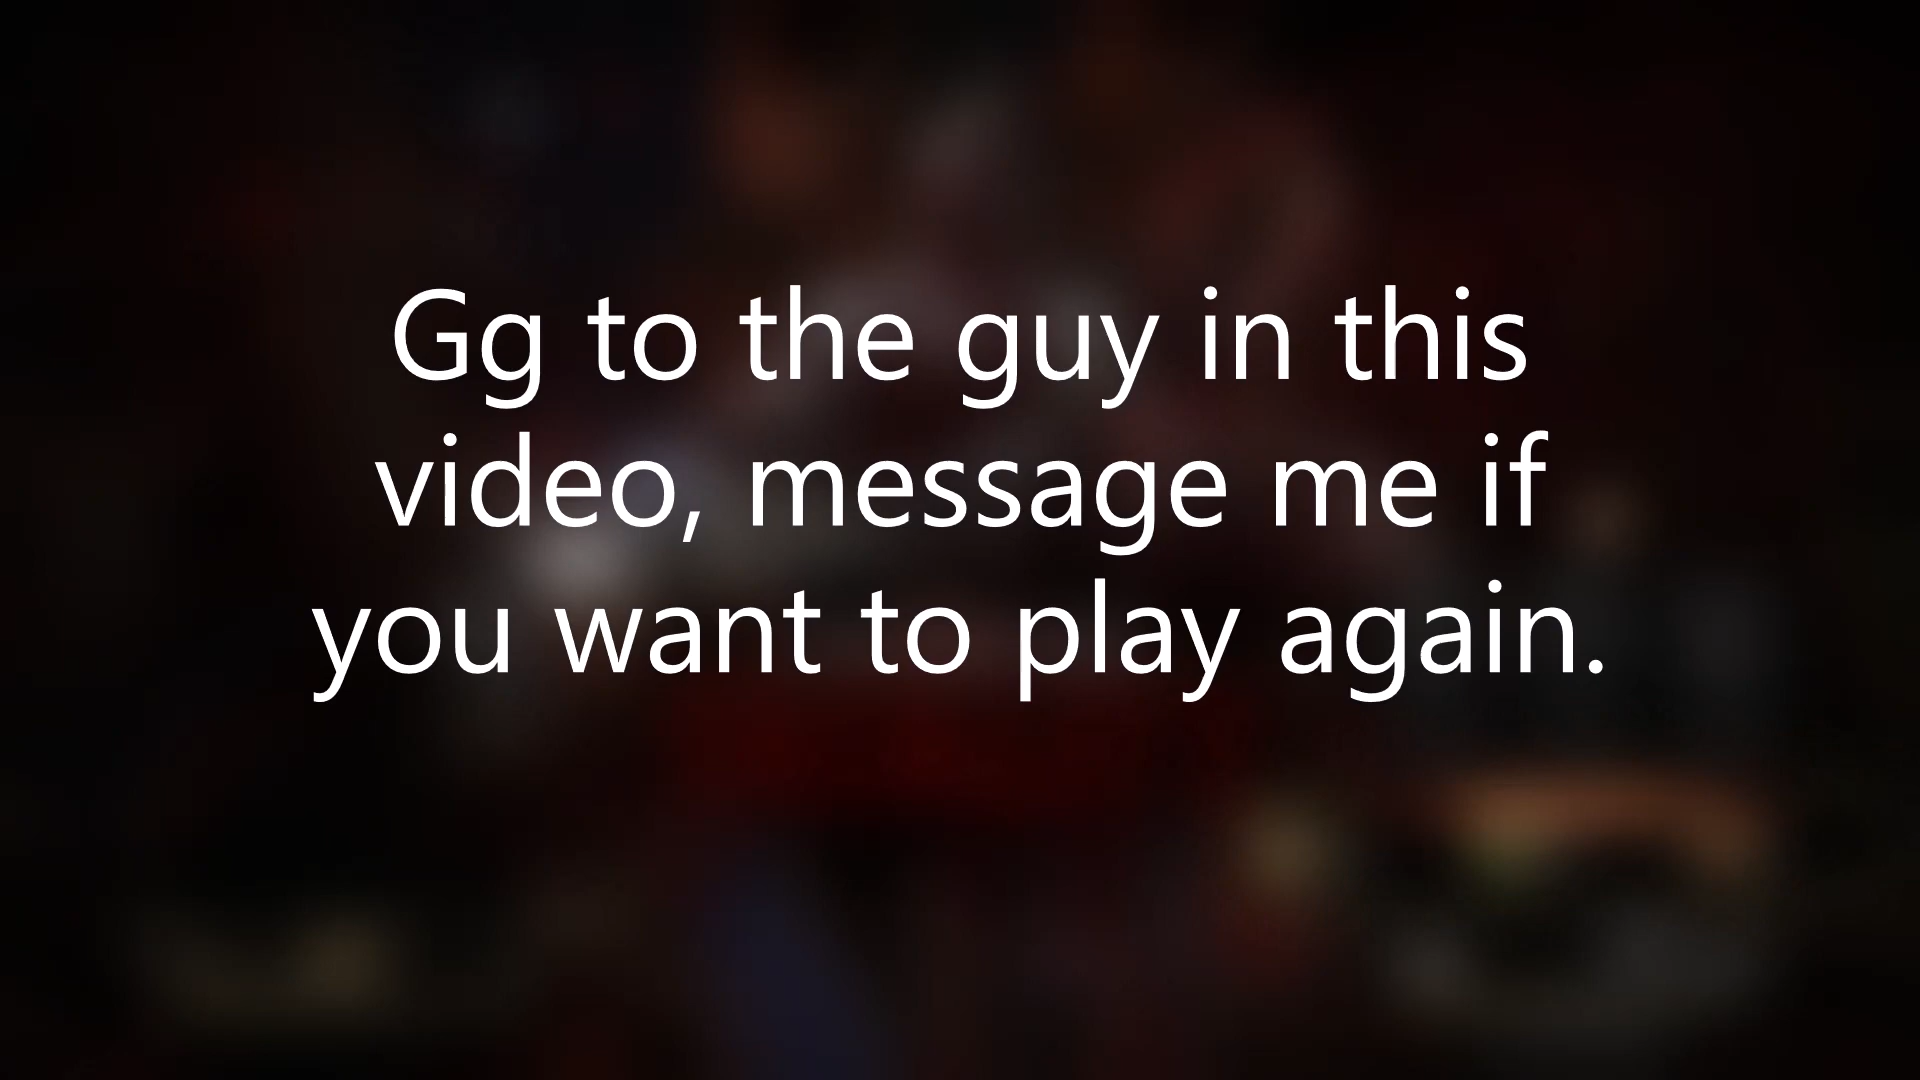 Gg to the guy in this
video, message me if
you want to play again.